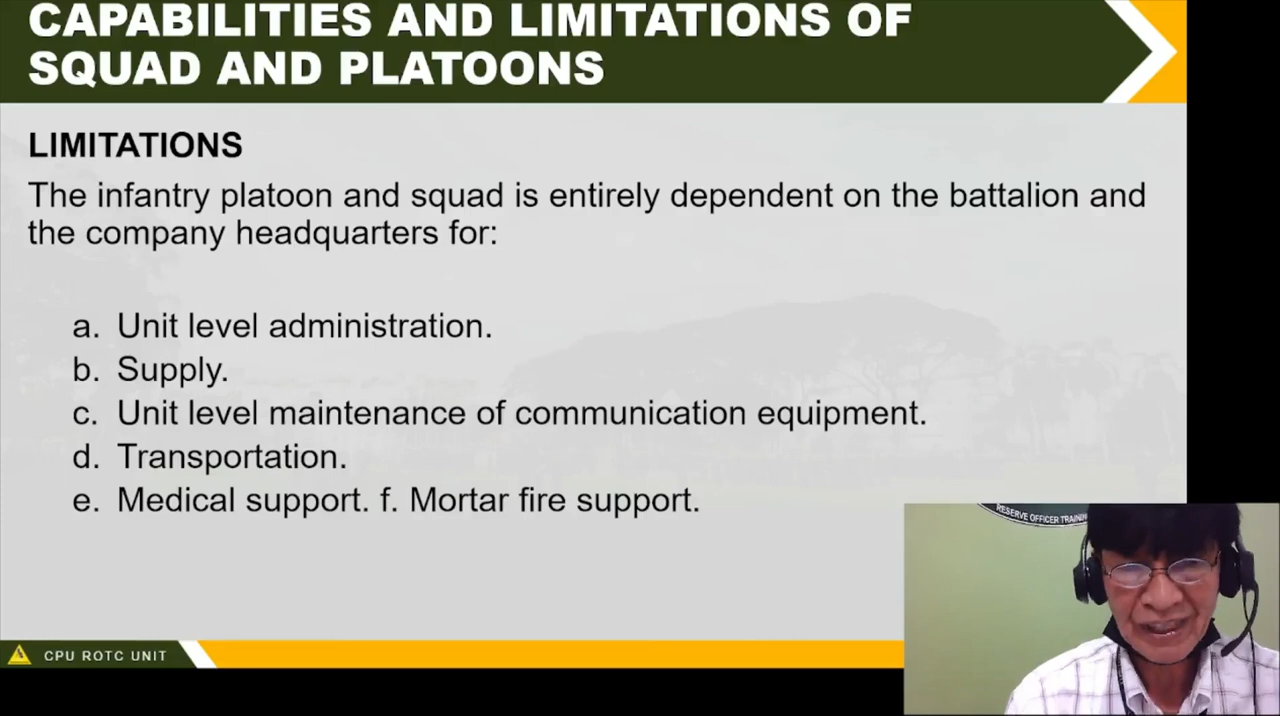 CAPABILITIES AND LIMITATIONS OF
SQUAD AND PLATOONS
LIMITATIONS
The infantry platoon and squad is entirely dependent on the battalion and
the company headquarters for:
a. Unit level administration.
b. Supply.
c. Unit level maintenance of communication equipment.
d. Transportation.
e. Medical support. f. Mortar fire support.
RESERVE OFFICER
CPU ROTC UNIT